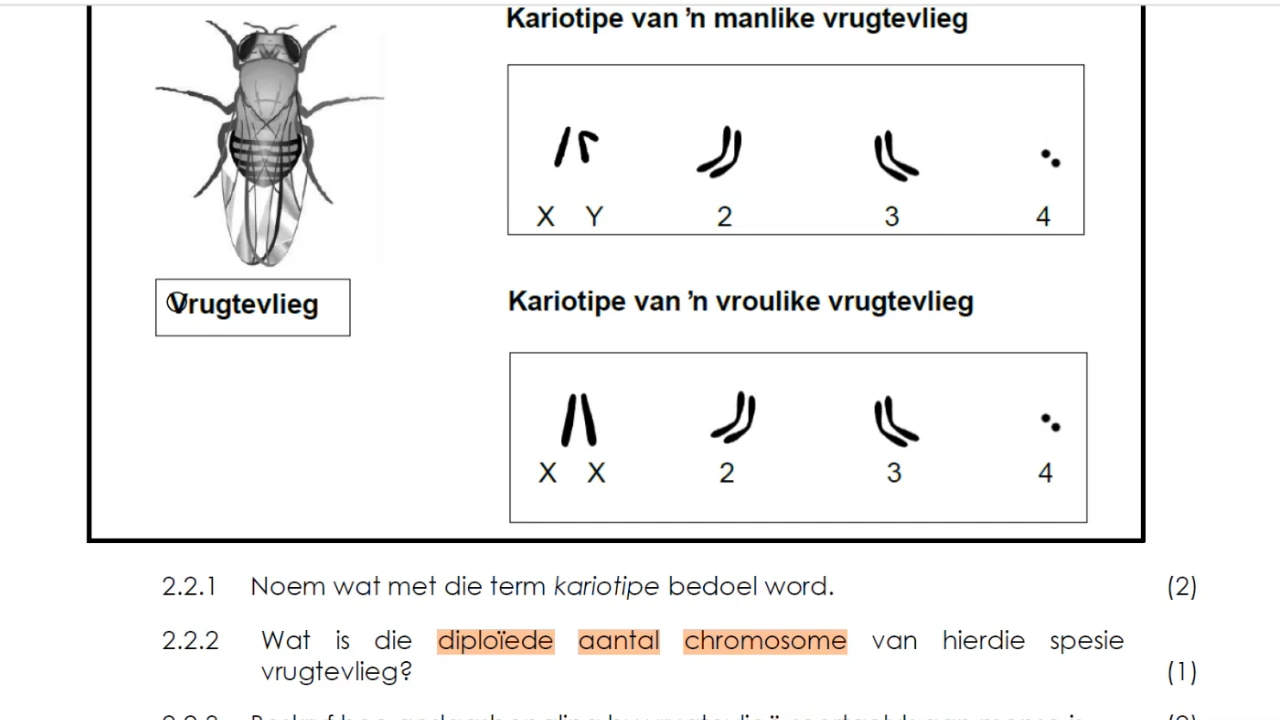 Kariotipe van 'n manlike vrugtevlieg
X Y 2 3 4
Vrugtevlieg
Kariotipe van 'n vroulike vrugtevlieg
X X 2 3 4
2.2.1 Noem wat met die term kariotipe bedoel word. (2)
2.2.2 Wat is die diploïede aantal chromosome van hierdie spesie
vrugtevlieg? (1)